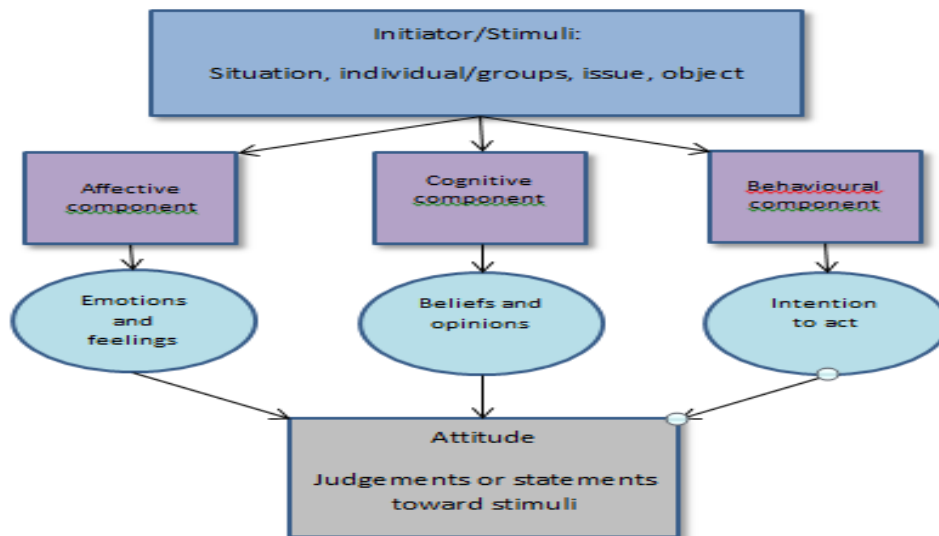 Initiator/Stimuli:
Situation, individual/groups, issue, object
Affective
component
Cognitive
component
Behavioural
component
Emotions
and
feelings
Beliefs and
opinions
Intention
to act
Attitude
Judgements or statements
toward stimuli